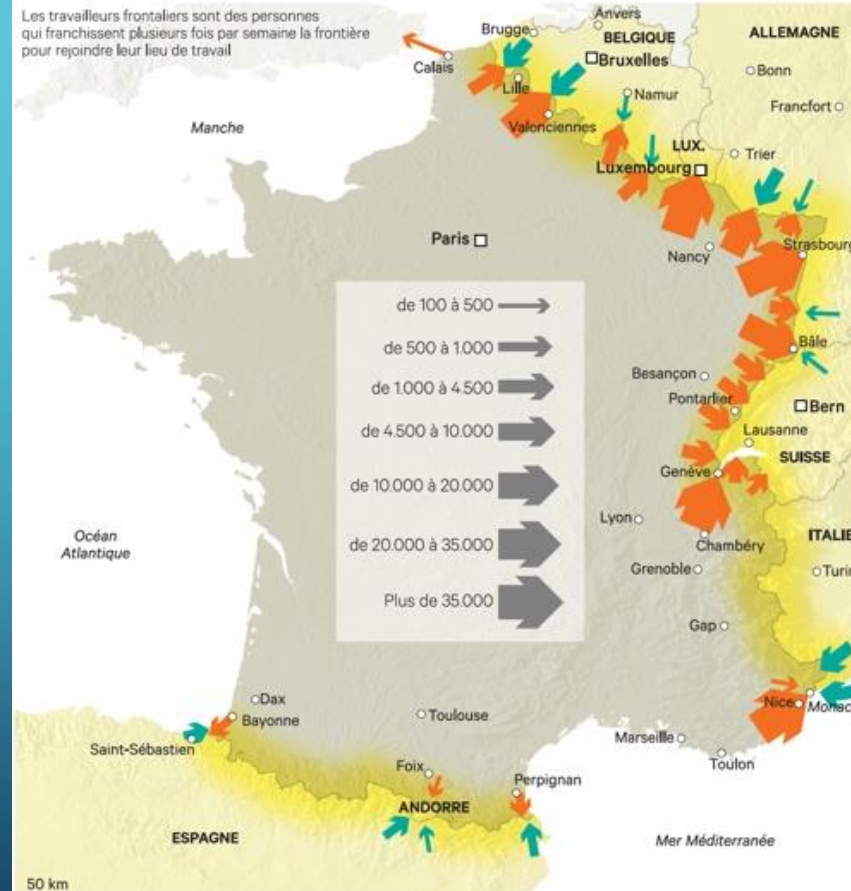 Les travailleurs frontaliers sont des personnes
qui franchissent plusieurs fois par semaine la frontière
pour rejoindre leur lieu de travail
Anvers
Brugge
BELGIQUE
ALLEMAGNE
Calais
Bruxelles
Bonn
Lille
Namur
Francfort
Manche
Valenciennes
LUX.
Trier
Luxembourg
Paris
Nancy
Strasbourg
de 100 à 500
de 500 à 1.000
Bâle
de 1.000 à 4.500
Besançon
Pontarlier
Bern
de 4.500 à 10.000
Lausanne
SUISSE
Genève
de 10.000 à 20.000
Lyon
Océan
Atlantique
de 20.000 à 35.000
Chambéry
ITALIE
Grenoble
Turin
Plus de 35.000
Gap
Dax
Bayonne
Toulouse
Nice
Monac
Saint-Sébastien
Marseille
Toulon
Foix
Perpignan
ANDORRE
ESPAGNE
Mer Méditerranée
50 km